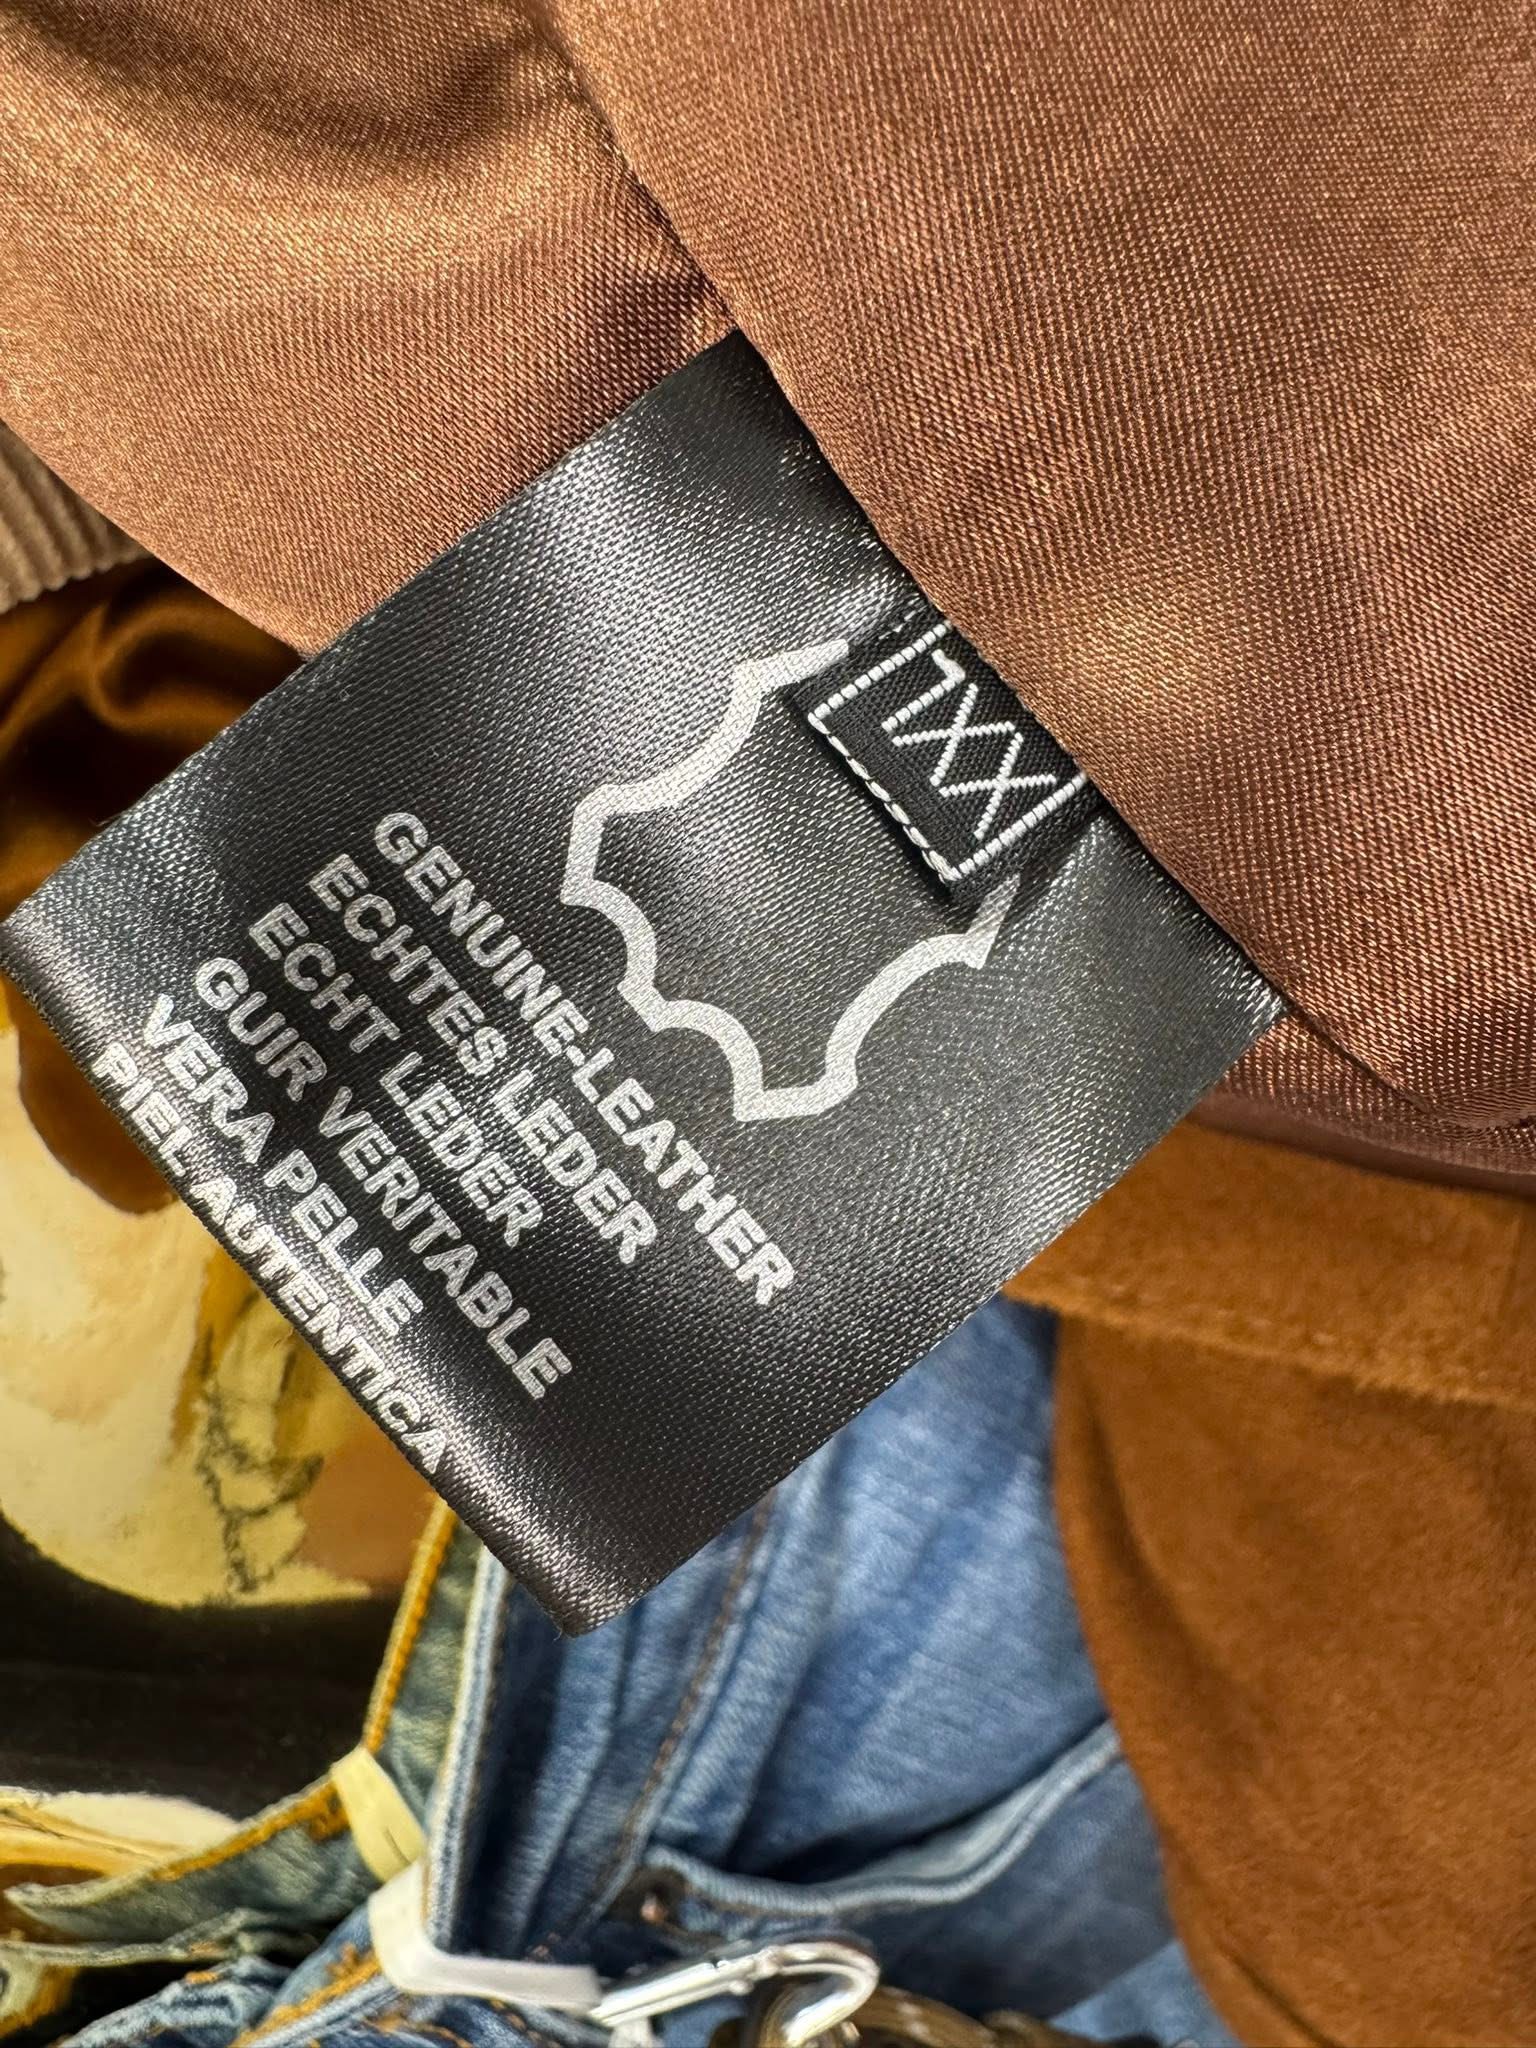 XXL
GENUINE-LEATHER
ECHTES LEDER
ECHT LEDER
GUIR VERITABLE
VERA PELLE
PIEL AUTENTICA